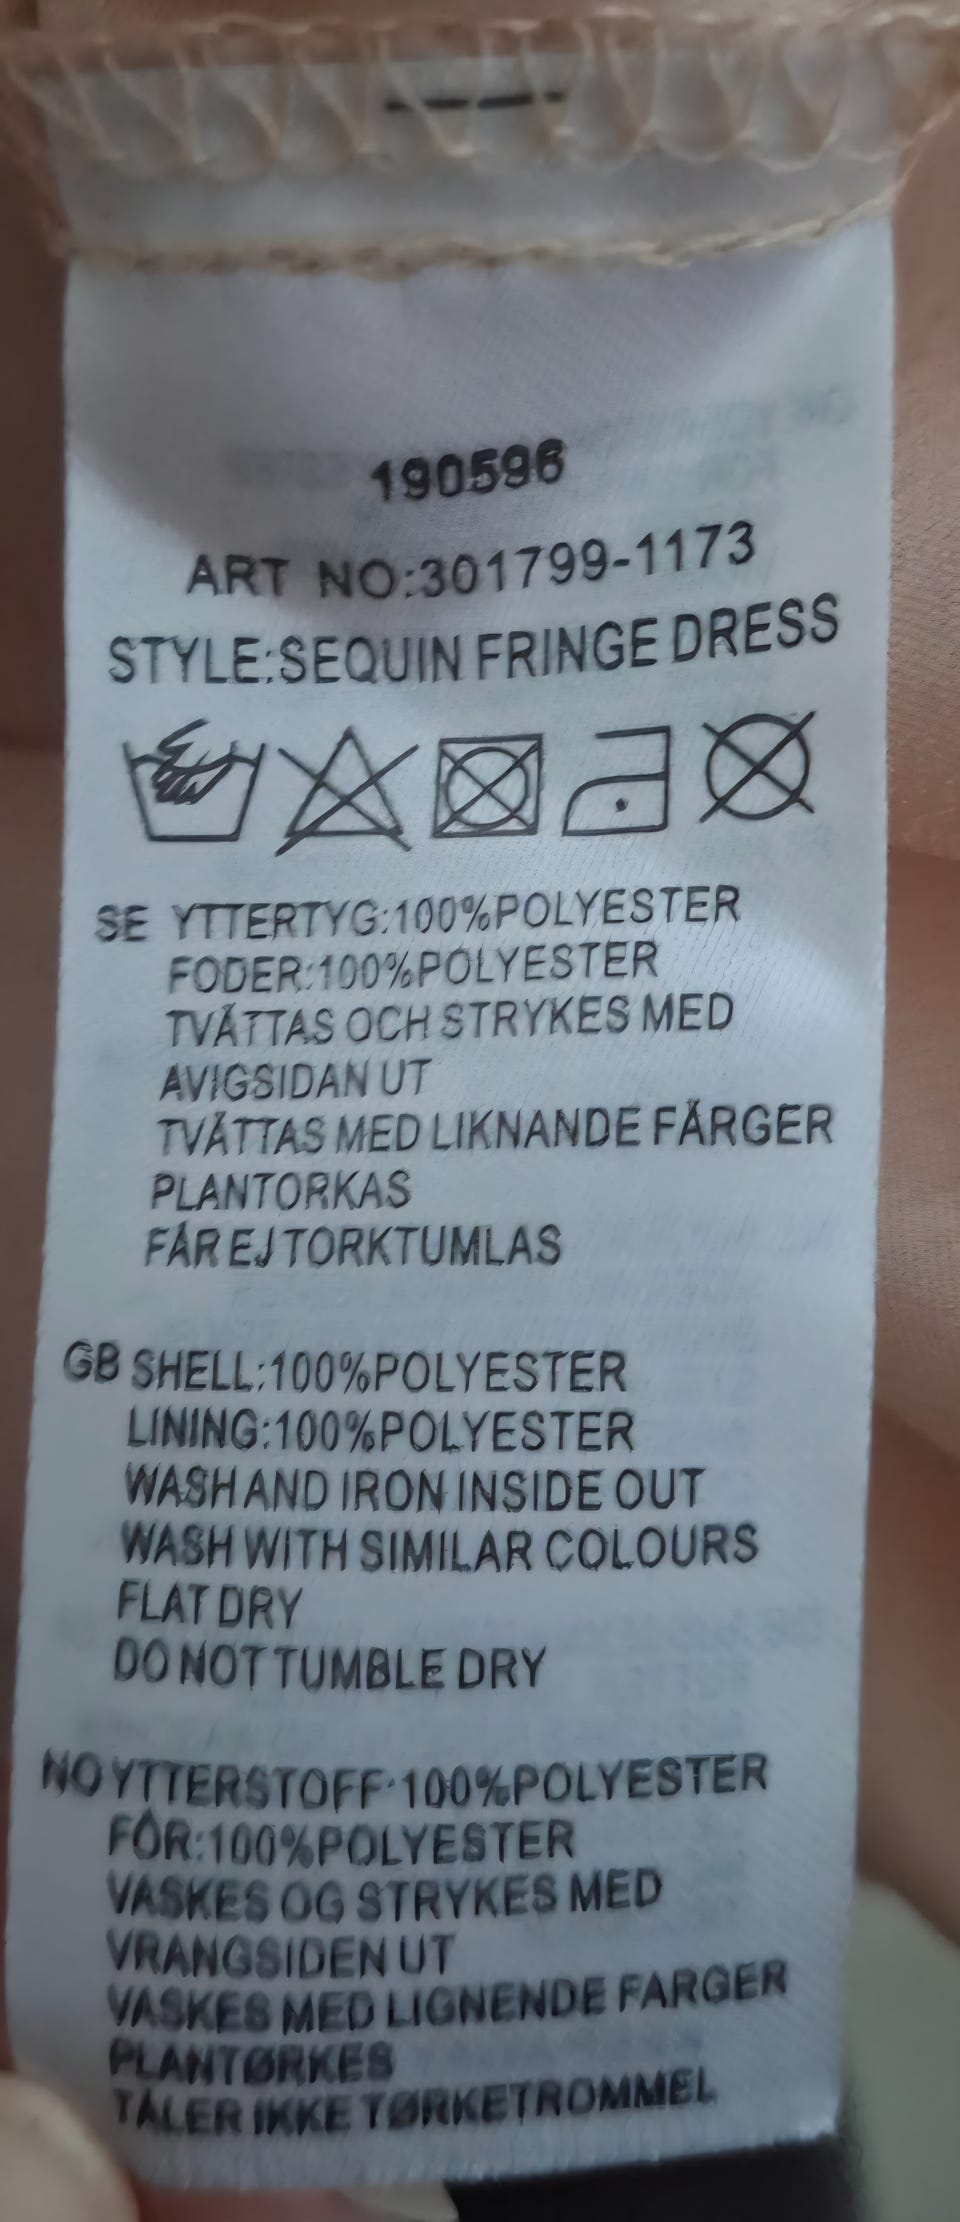 190596
ART NO:301799-1173
STYLE:SEQUIN FRINGE DRESS
SE YTTERTYG:100%POLYESTER
FODER:100%POLYESTER
TVÄTTAS OCH STRYKES MED
AVIGSIDAN UT
TVÄTTAS MED LIKNANDE FÄRGER
PLANTORKAS
FÅR EJ TORKTUMLAS
GB SHELL:100%POLYESTER
LINING:100%POLYESTER
WASH AND IRON INSIDE OUT
WASH WITH SIMILAR COLOURS
FLAT DRY
DO NOT TUMBLE DRY
NO YTTERSTOFF:100%POLYESTER
FÔR:100%POLYESTER
VASKES OG STRYKES MED
VRANGSIDEN UT
VASKES MED LIGNENDE FARGER
PLANTØRKES
TÅLER IKKE TØRKETROMMEL